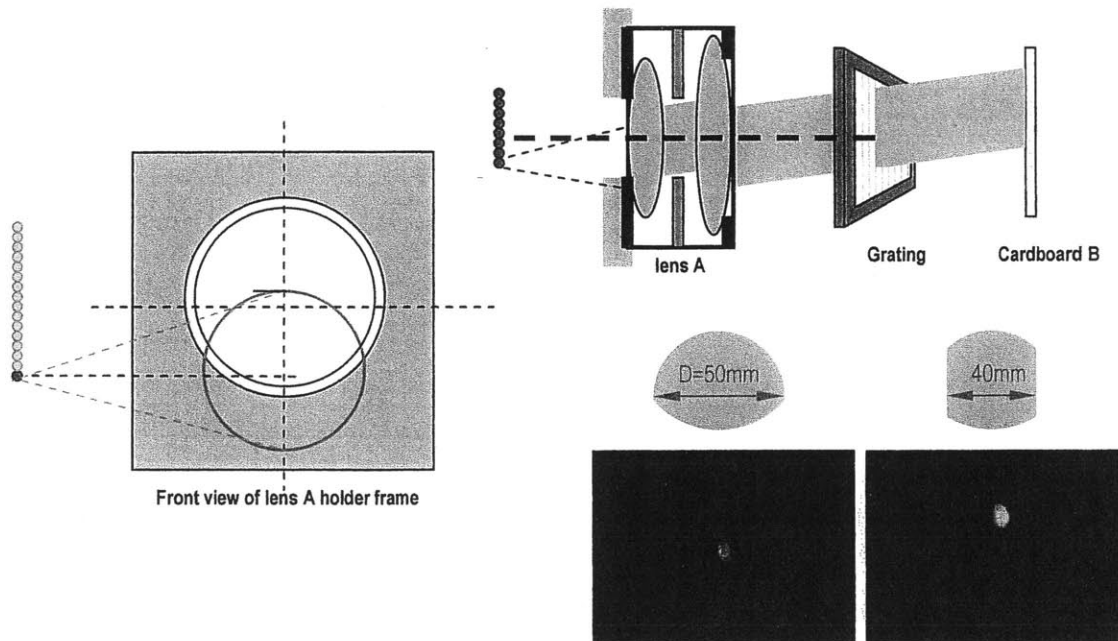 lens A
Grating
Cardboard B
D=50mm
40mm
Front view of lens A holder frame